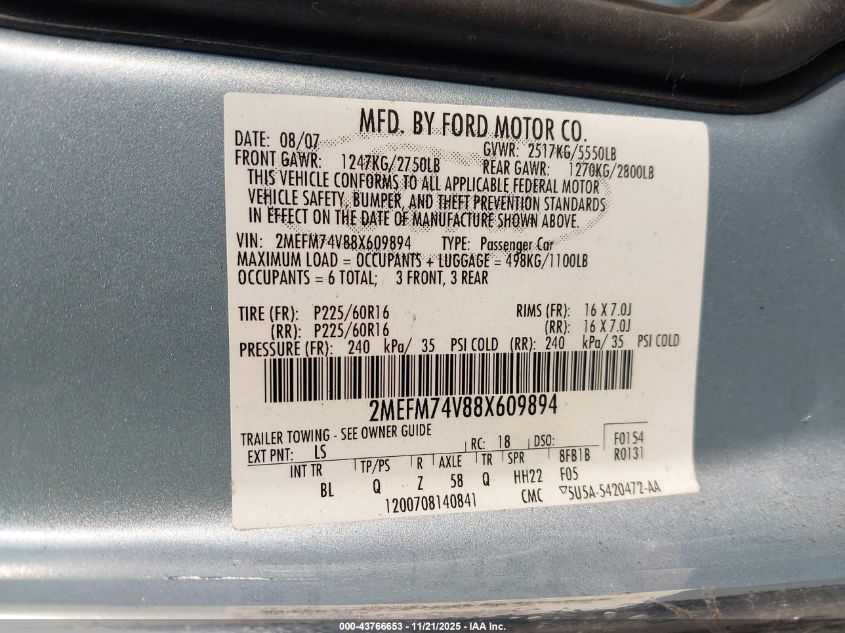 MFD. BY FORD MOTOR CO.
DATE: 08/07 GVWR: 2517KG/5550LB
FRONT GAWR: 1247KG/2750LB REAR GAWR: 1270KG/2800LB
THIS VEHICLE CONFORMS TO ALL APPLICABLE FEDERAL MOTOR
VEHICLE SAFETY, BUMPER, AND THEFT PREVENTION STANDARDS
IN EFFECT ON THE DATE OF MANUFACTURE SHOWN ABOVE.
VIN: 2MEFM74V88X609894 TYPE: Passenger Car
MAXIMUM LOAD = OCCUPANTS + LUGGAGE = 498KG/1100LB
OCCUPANTS = 6 TOTAL; 3 FRONT, 3 REAR
TIRE (FR): P225/60R16 RIMS (FR): 16 X 7.0J
(RR): P225/60R16 (RR): 16 X 7.0J
PRESSURE (FR): 240 kPa/ 35 PSI COLD (RR): 240 kPa/ 35 PSI COLD
2MEFM74V88X609894
TRAILER TOWING - SEE OWNER GUIDE
EXT PNT: LS RC: 18 DSO: F0154
R0131
INT TR TP/PS R AXLE TR SPR 8FB1B
BL Q Z 58 Q HH22 F05
1200708140841 CMC 5U5A-5420472-AA
000-43766653 - 11/21/2025 - IAA Inc.